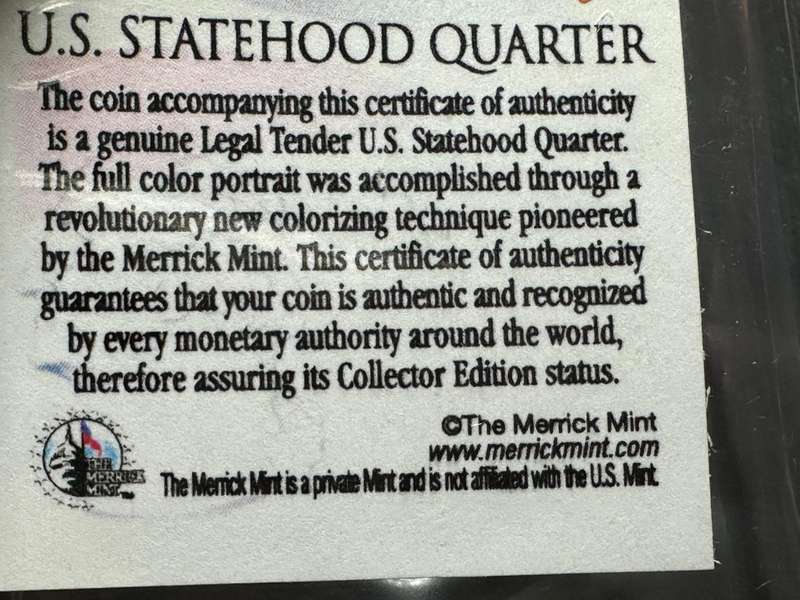 U.S. STATEHOOD QUARTER
The coin accompanying this certificate of authenticity
is a genuine Legal Tender U.S. Statehood Quarter.
The full color portrait was accomplished through a
revolutionary new colorizing technique pioneered
by the Merrick Mint. This certificate of authenticity
guarantees that your coin is authentic and recognized
by every monetary authority around the world,
therefore assuring its Collector Edition status.
©The Merrick Mint
www.merrickmint.com
THE
MERRICK
MINT™
The Merrick Mint is a private Mint and is not affiliated with the U.S. Mint.